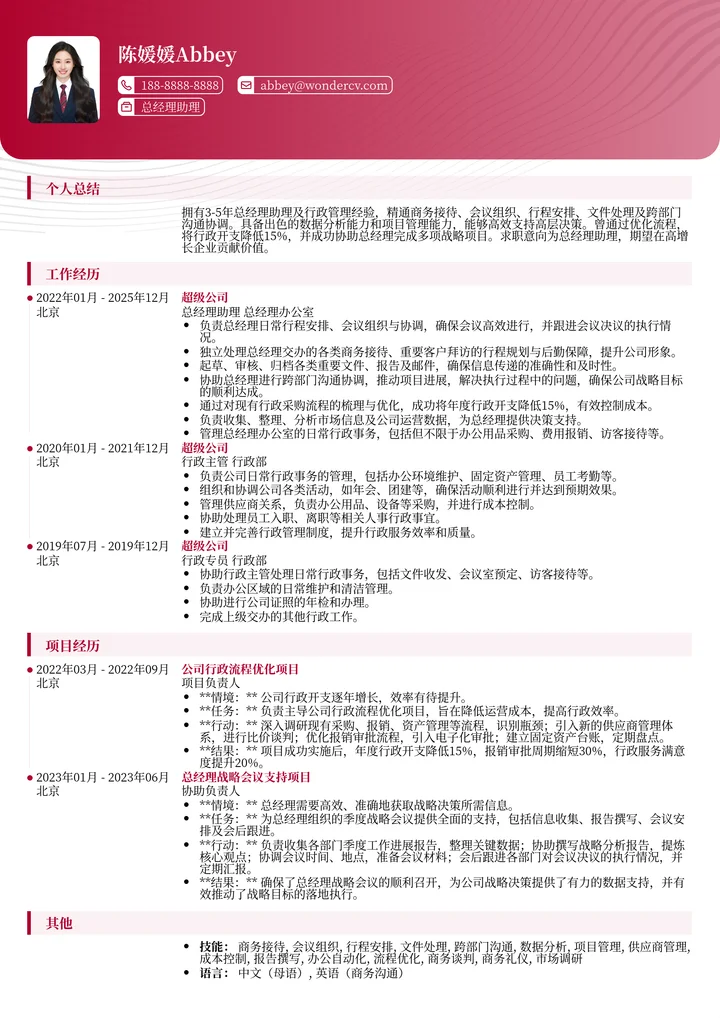 陈媛媛Abbey
188-8888-8888
abbey@wondercv.com
总经理助理
个人总结
拥有3-5年总经理助理及行政管理经验，精通商务接待、会议组织、行程安排、文件处理及跨部门
沟通协调。具备出色的数据分析能力和项目管理能力，能够高效支持高层决策。曾通过优化流程，
将行政开支降低15%，并成功协助总经理完成多项战略项目。求职意向为总经理助理，期望在高增
长企业贡献价值。
工作经历
2022年01月 - 2025年12月 超级公司
北京 总经理助理 总经理办公室
• 负责总经理日常行程安排、会议组织与协调，确保会议高效进行，并跟进会议决议的执行情
况。
• 独立处理总经理交办的各类商务接待、重要客户拜访的行程规划与后勤保障，提升公司形象。
• 起草、审核、归档各类重要文件、报告及邮件，确保信息传递的准确性和及时性。
• 协助总经理进行跨部门沟通协调，推动项目进展，解决执行过程中的问题，确保公司战略目标
的顺利达成。
• 通过对现有行政采购流程的梳理与优化，成功将年度行政开支降低15%，有效控制成本。
• 负责收集、整理、分析市场信息及公司运营数据，为总经理提供决策支持。
• 管理总经理办公室的日常行政事务，包括但不限于办公用品采购、费用报销、访客接待等。
2020年01月 - 2021年12月 超级公司
北京 行政主管 行政部
• 负责公司日常行政事务的管理，包括办公环境维护、固定资产管理、员工考勤等。
• 组织和协调公司各类活动，如年会、团建等，确保活动顺利进行并达到预期效果。
• 管理供应商关系，负责办公用品、设备等采购，并进行成本控制。
• 协助处理员工入职、离职等相关人事行政事宜。
• 建立并完善行政管理制度，提升行政服务效率和质量。
2019年07月 - 2019年12月 超级公司
北京 行政专员 行政部
• 协助行政主管处理日常行政事务，包括文件收发、会议室预定、访客接待等。
• 负责办公区域的日常维护和清洁管理。
• 协助进行公司证照的年检和办理。
• 完成上级交办的其他行政工作。
项目经历
2022年03月 - 2022年09月 公司行政流程优化项目
北京 项目负责人
• **情境：** 公司行政开支逐年增长，效率有待提升。
• **任务：** 负责主导公司行政流程优化项目，旨在降低运营成本，提高行政效率。
• **行动：** 深入调研现有采购、报销、资产管理等流程，识别瓶颈；引入新的供应商管理体
系，进行比价谈判；优化报销审批流程，引入电子化审批；建立固定资产台账，定期盘点。
• **结果：** 项目成功实施后，年度行政开支降低15%，报销审批周期缩短30%，行政服务满意
度提升20%。
2023年01月 - 2023年06月 总经理战略会议支持项目
北京 协助负责人
• **情境：** 总经理需要高效、准确地获取战略决策所需信息。
• **任务：** 为总经理组织的季度战略会议提供全面的支持，包括信息收集、报告撰写、会议安
排及会后跟进。
• **行动：** 负责收集各部门季度工作进展报告，整理关键数据；协助撰写战略分析报告，提炼
核心观点；协调会议时间、地点，准备会议材料；会后跟进各部门对会议决议的执行情况，并
定期汇报。
• **结果：** 确保了总经理战略会议的顺利召开，为公司战略决策提供了有力的数据支持，并有
效推动了战略目标的落地执行。
其他
• 技能： 商务接待, 会议组织, 行程安排, 文件处理, 跨部门沟通, 数据分析, 项目管理, 供应商管理,
成本控制, 报告撰写, 办公自动化, 流程优化, 商务谈判, 商务礼仪, 市场调研
• 语言： 中文（母语）, 英语（商务沟通）